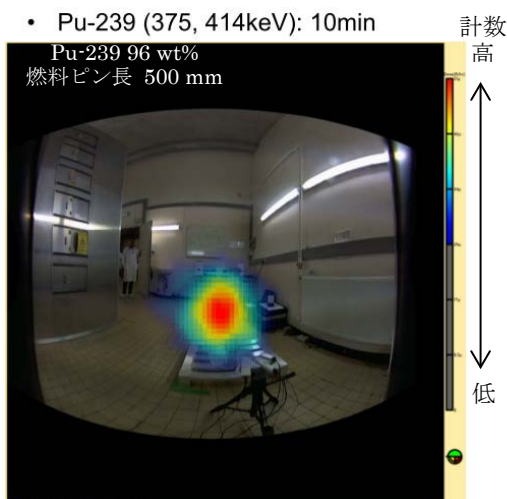 • Pu-239 (375, 414keV): 10min
Pu-239 96 wt%
燃料ピン長 500 mm
計数
高
低